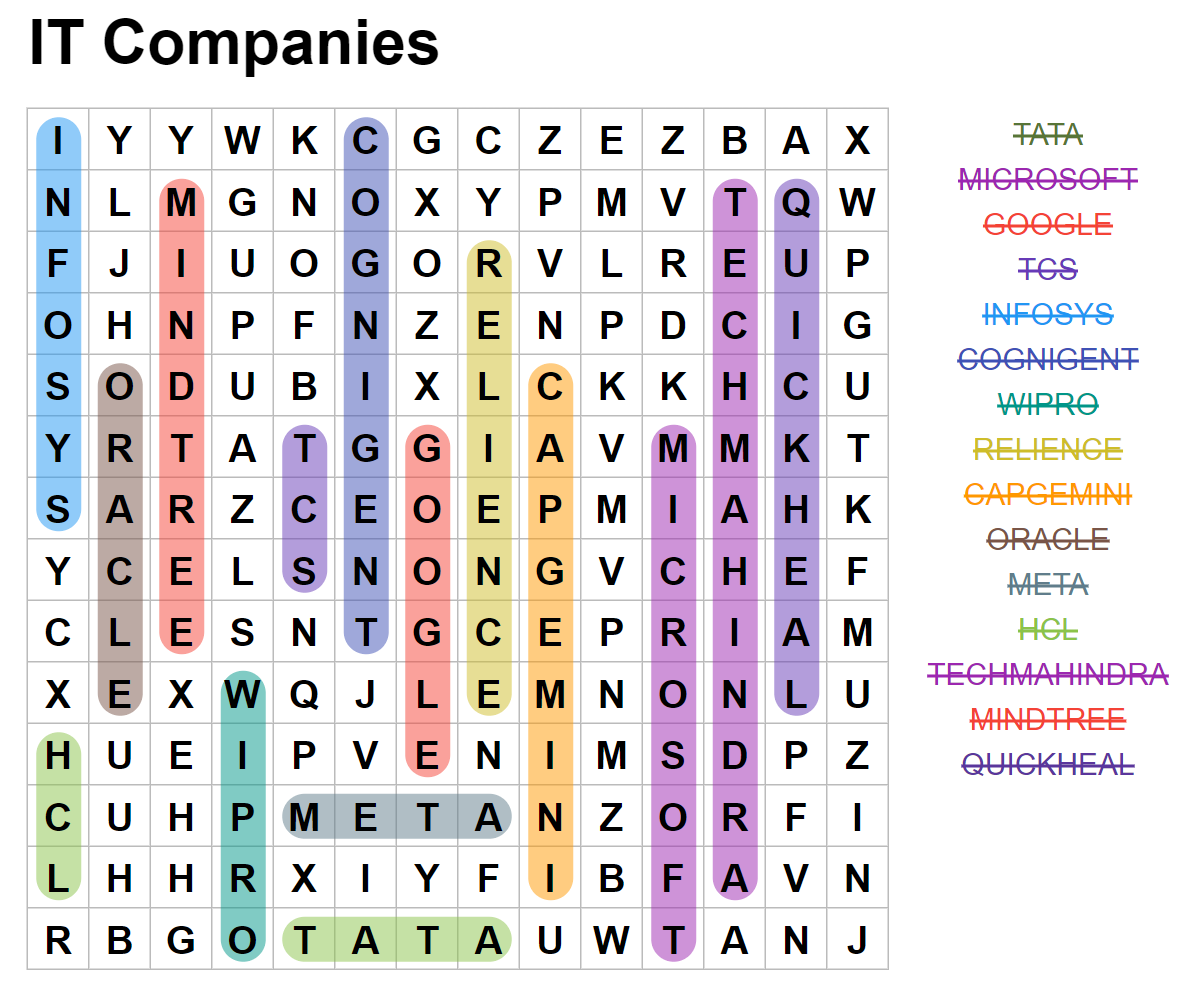 IT Companies
I Y Y W K C G C Z E Z B A X
N L M G N O X Y P M V T Q W
F J I U O G O R V L R E U P
O H N P F N Z E N P D C I G
S O D U B I X L C K K H C U
Y R T A T G G I A V M M K T
S A R Z C E O E P M I A H K
Y C E L S N O N G V C H E F
C L E S N T G C E P R I A M
X E X W Q J L E M N O N L U
H U E I P V E N I M S D P Z
C U H P M E T A N Z O R F I
L H H R X I Y F I B F A V N
R B G O T A T A U W T A N J
TATA
MICROSOFT
GOOGLE
TCS
INFOSYS
COGNIGENT
WIPRO
RELIENCE
CAPGEMINI
ORACLE
META
HCL
TECHMAHINDRA
MINDTREE
QUICKHEAL